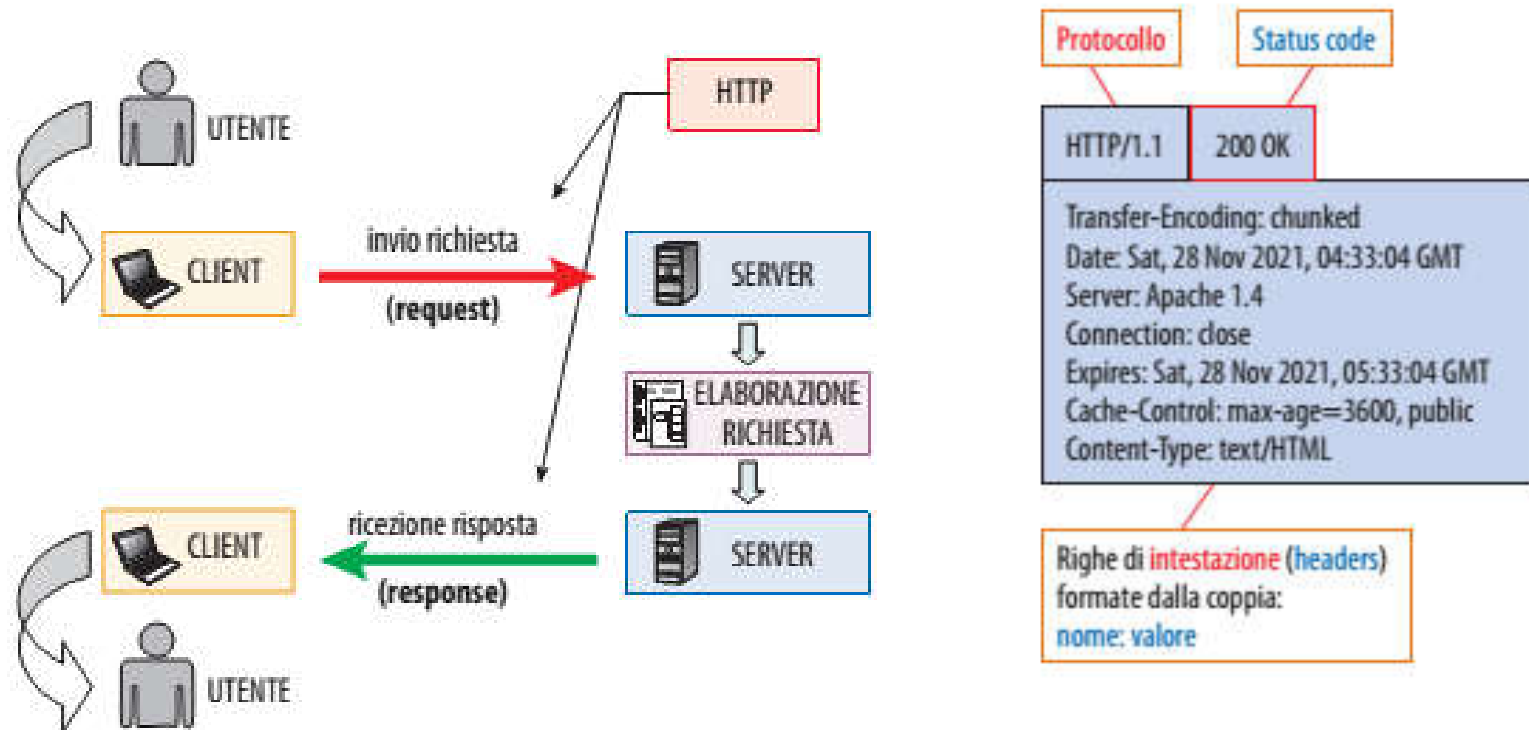 UTENTE
HTTP
CLIENT
invio richiesta
(request)
SERVER
ELABORAZIONE
RICHIESTA
CLIENT
ricezione risposta
(response)
SERVER
UTENTE
Protocollo
Status code
HTTP/1.1
200 OK
Transfer-Encoding: chunked
Date: Sat, 28 Nov 2021, 04:33:04 GMT
Server: Apache 1.4
Connection: close
Expires: Sat, 28 Nov 2021, 05:33:04 GMT
Cache-Control: max-age=3600, public
Content-Type: text/HTML
Righe di intestazione (headers)
formate dalla coppia:
nome: valore